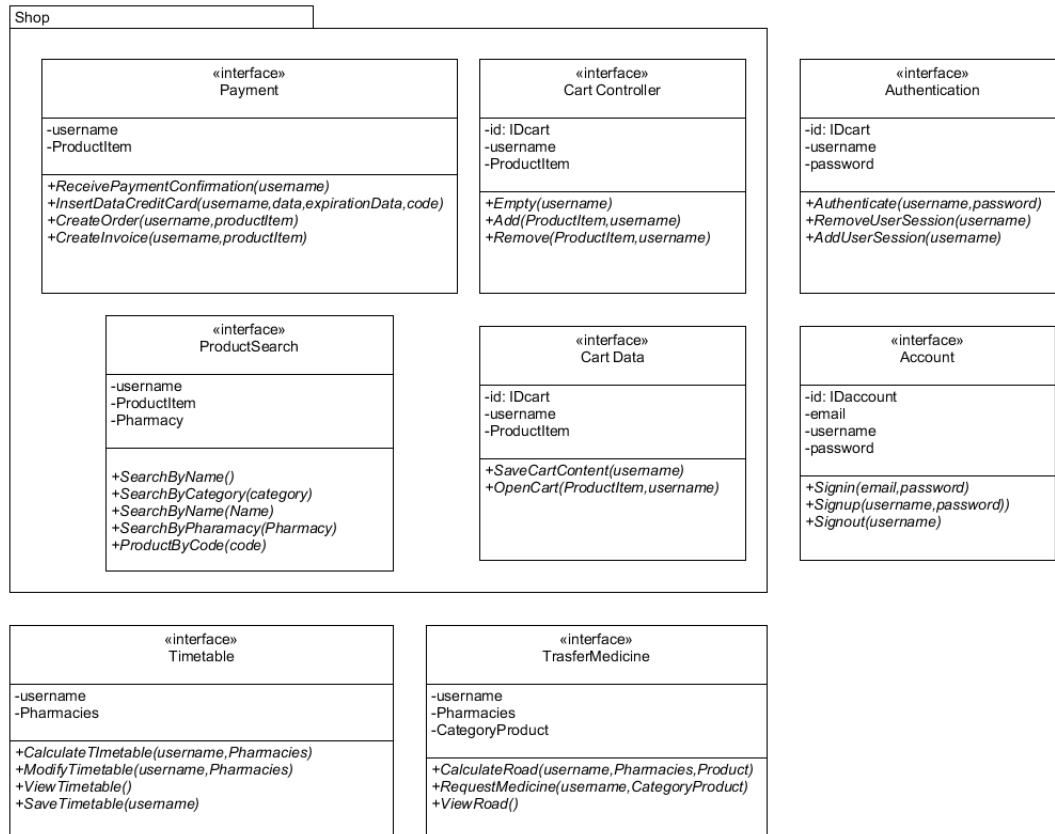 Shop
«interface»
Payment
-username
-ProductItem
+ReceivePaymentConfirmation(username)
+InsertDataCreditCard(username,data,expirationData,code)
+CreateOrder(username,productItem)
+CreateInvoice(username,productItem)
«interface»
Cart Controller
-id: IDcart
-username
-ProductItem
+Empty(username)
+Add(ProductItem,username)
+Remove(ProductItem,username)
«interface»
Authentication
-id: IDcart
-username
-password
+Authenticate(username,password)
+RemoveUserSession(username)
+AddUserSession(username)
«interface»
ProductSearch
-username
-ProductItem
-Pharmacy
+SearchByName()
+SearchByCategory(category)
+SearchByName(Name)
+SearchByPharamacy(Pharmacy)
+ProductByCode(code)
«interface»
Cart Data
-id: IDcart
-username
-ProductItem
+SaveCartContent(username)
+OpenCart(ProductItem,username)
«interface»
Account
-id: IDaccount
-email
-username
-password
+Signin(email,password)
+Signup(username,password))
+Signout(username)
«interface»
Timetable
-username
-Pharmacies
+CalculateTImetable(username,Pharmacies)
+ModifyTimetable(username,Pharmacies)
+ViewTimetable()
+SaveTimetable(username)
«interface»
TrasferMedicine
-username
-Pharmacies
-CategoryProduct
+CalculateRoad(username,Pharmacies,Product)
+RequestMedicine(username,CategoryProduct)
+ViewRoad()